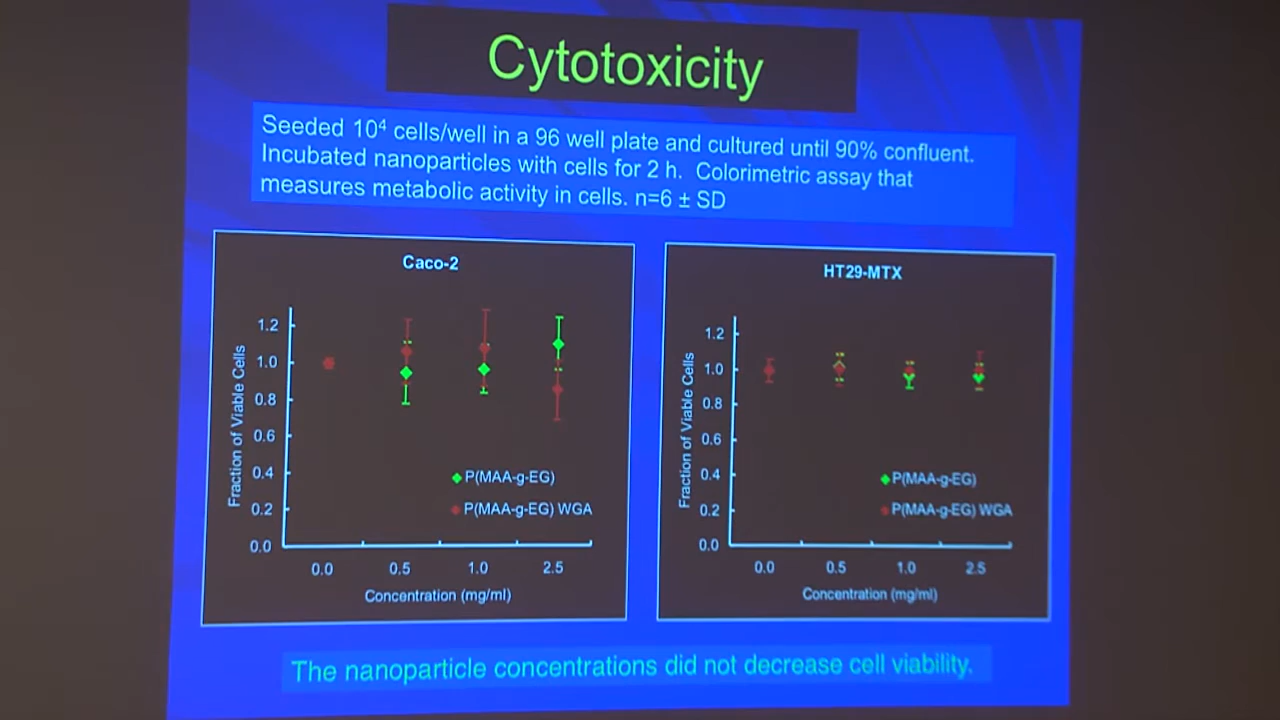 Cytotoxicity
Seeded 10⁴ cells/well in a 96 well plate and cultured until 90% confluent.
Incubated nanoparticles with cells for 2 h. Colorimetric assay that
measures metabolic activity in cells. n=6 ± SD
Caco-2
Fraction of Viable Cells
1.2
1.0
0.8
0.6
0.4
0.2
0.0
P(MAA-g-EG)
P(MAA-g-EG) WGA
0.0 0.5 1.0 2.5
Concentration (mg/ml)
HT29-MTX
Fraction of Viable Cells
1.2
1.0
0.8
0.6
0.4
0.2
0.0
P(MAA-g-EG)
P(MAA-g-EG) WGA
0.0 0.5 1.0 2.5
Concentration (mg/ml)
The nanoparticle concentrations did not decrease cell viability.